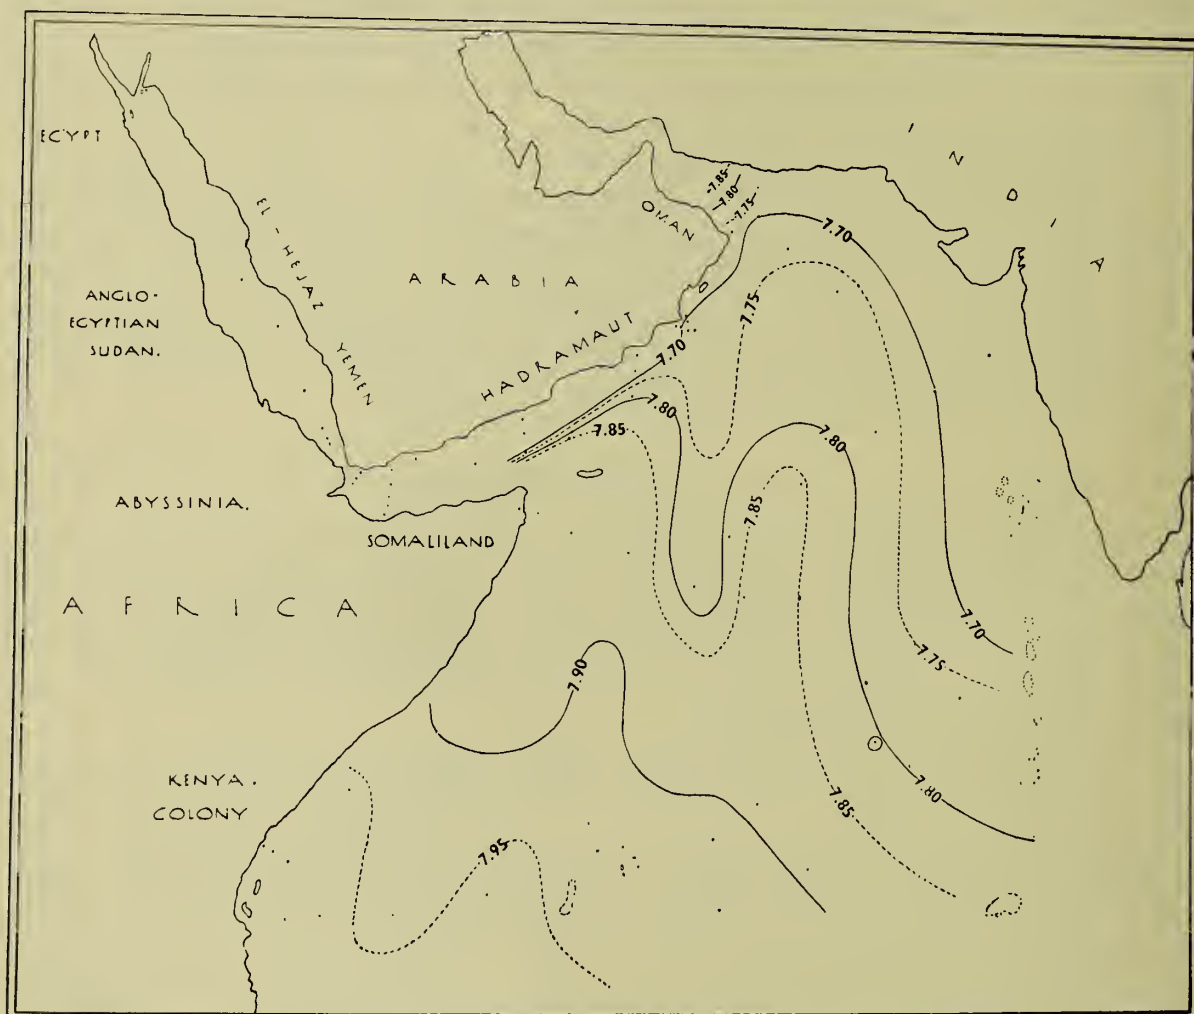 EGYPT
INDIA
7.85
7.80
7.75
OMAN
EL-HEJAZ
7.70
ARABIA
ANGLO-
EGYPTIAN
SUDAN.
7.75
HADRAMAUT
YEMEN
7.70
7.80
7.85
7.80
ABYSSINIA.
7.85
SOMALILAND
AFRICA
7.70
7.75
7.90
KENYA.
COLONY
7.80
7.85
7.95